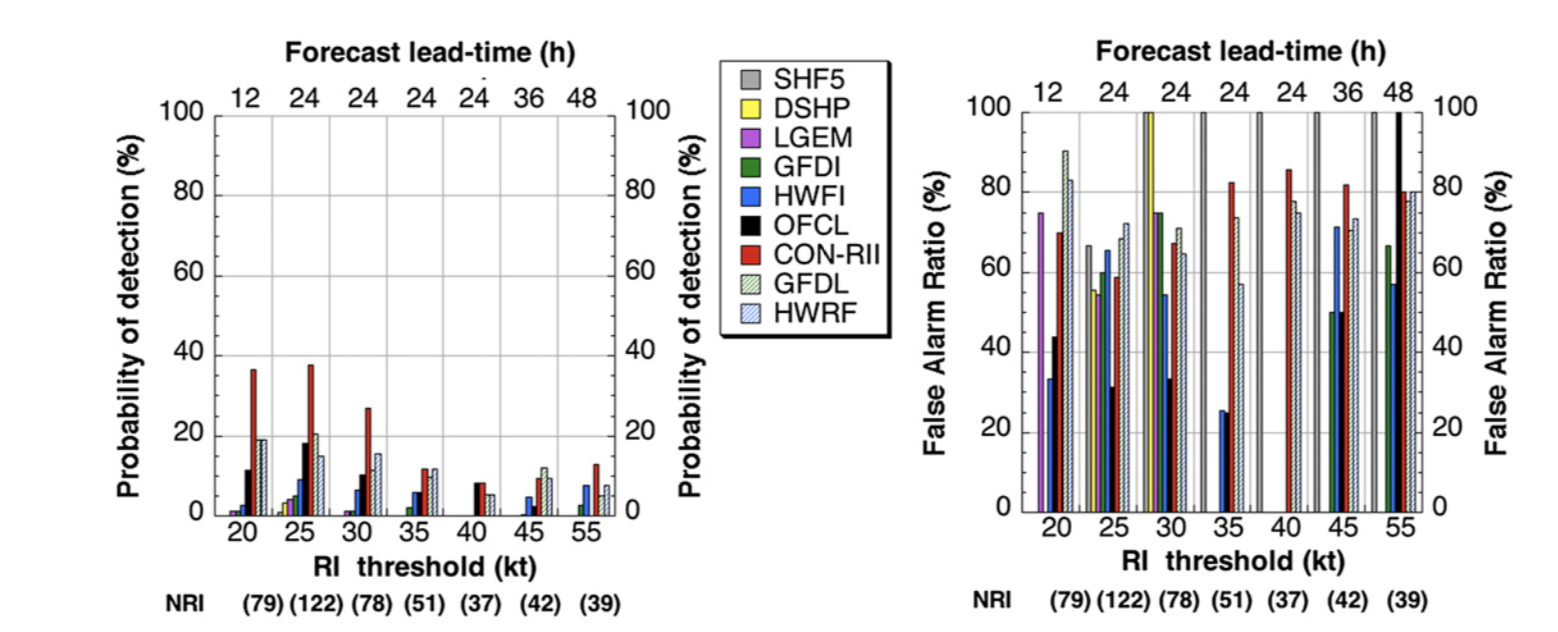 Forecast lead-time (h)
12 24 24 24 24 36 48
100 100
80 80
60 60
40 40
20 20
0 0
Probability of detection (%)
Probability of detection (%)
20 25 30 35 40 45 55
RI threshold (kt)
NRI (79) (122) (78) (51) (37) (42) (39)
SHF5
DSHP
LGEM
GFDI
HWFI
OFCL
CON-RII
GFDL
HWRF
Forecast lead-time (h)
12 24 24 24 24 36 48
100 100
80 80
60 60
40 40
20 20
0 0
False Alarm Ratio (%)
False Alarm Ratio (%)
20 25 30 35 40 45 55
RI threshold (kt)
NRI (79) (122) (78) (51) (37) (42) (39)